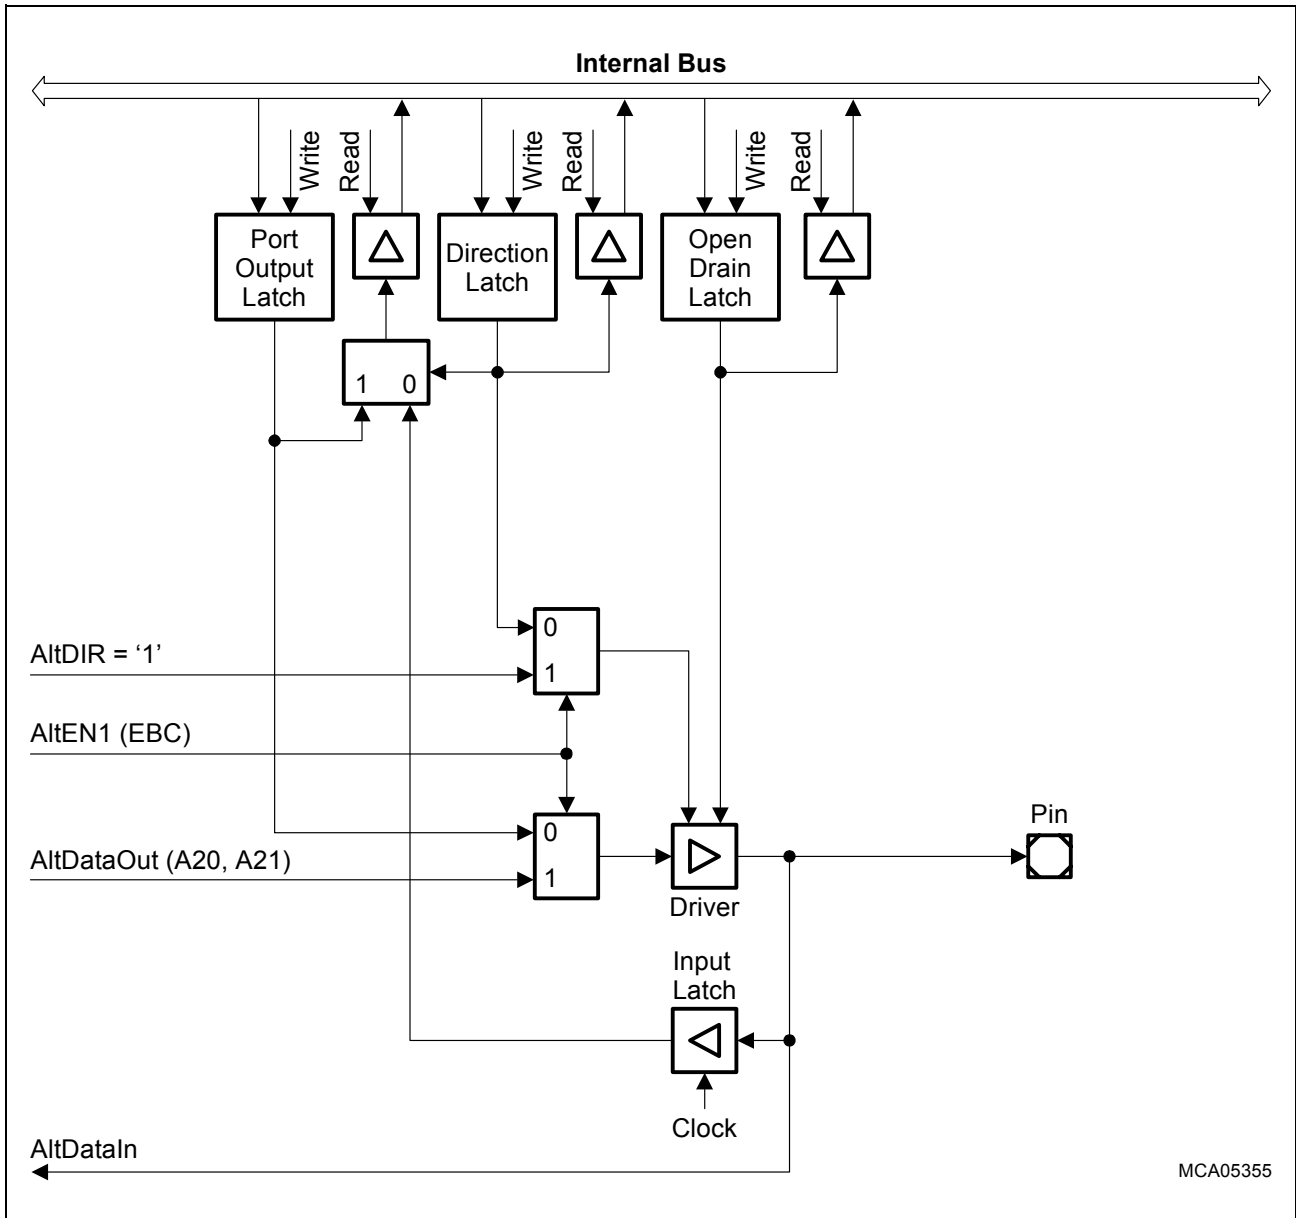 Internal Bus
Write
Read
Write
Read
Write
Read
Port
Output
Latch
Direction
Latch
Open
Drain
Latch
1 0
0
AltDIR = ‘1’
1
AltEN1 (EBC)
Pin
0
AltDataOut (A20, A21)
1
Driver
Input
Latch
Clock
AltDataIn
MCA05355